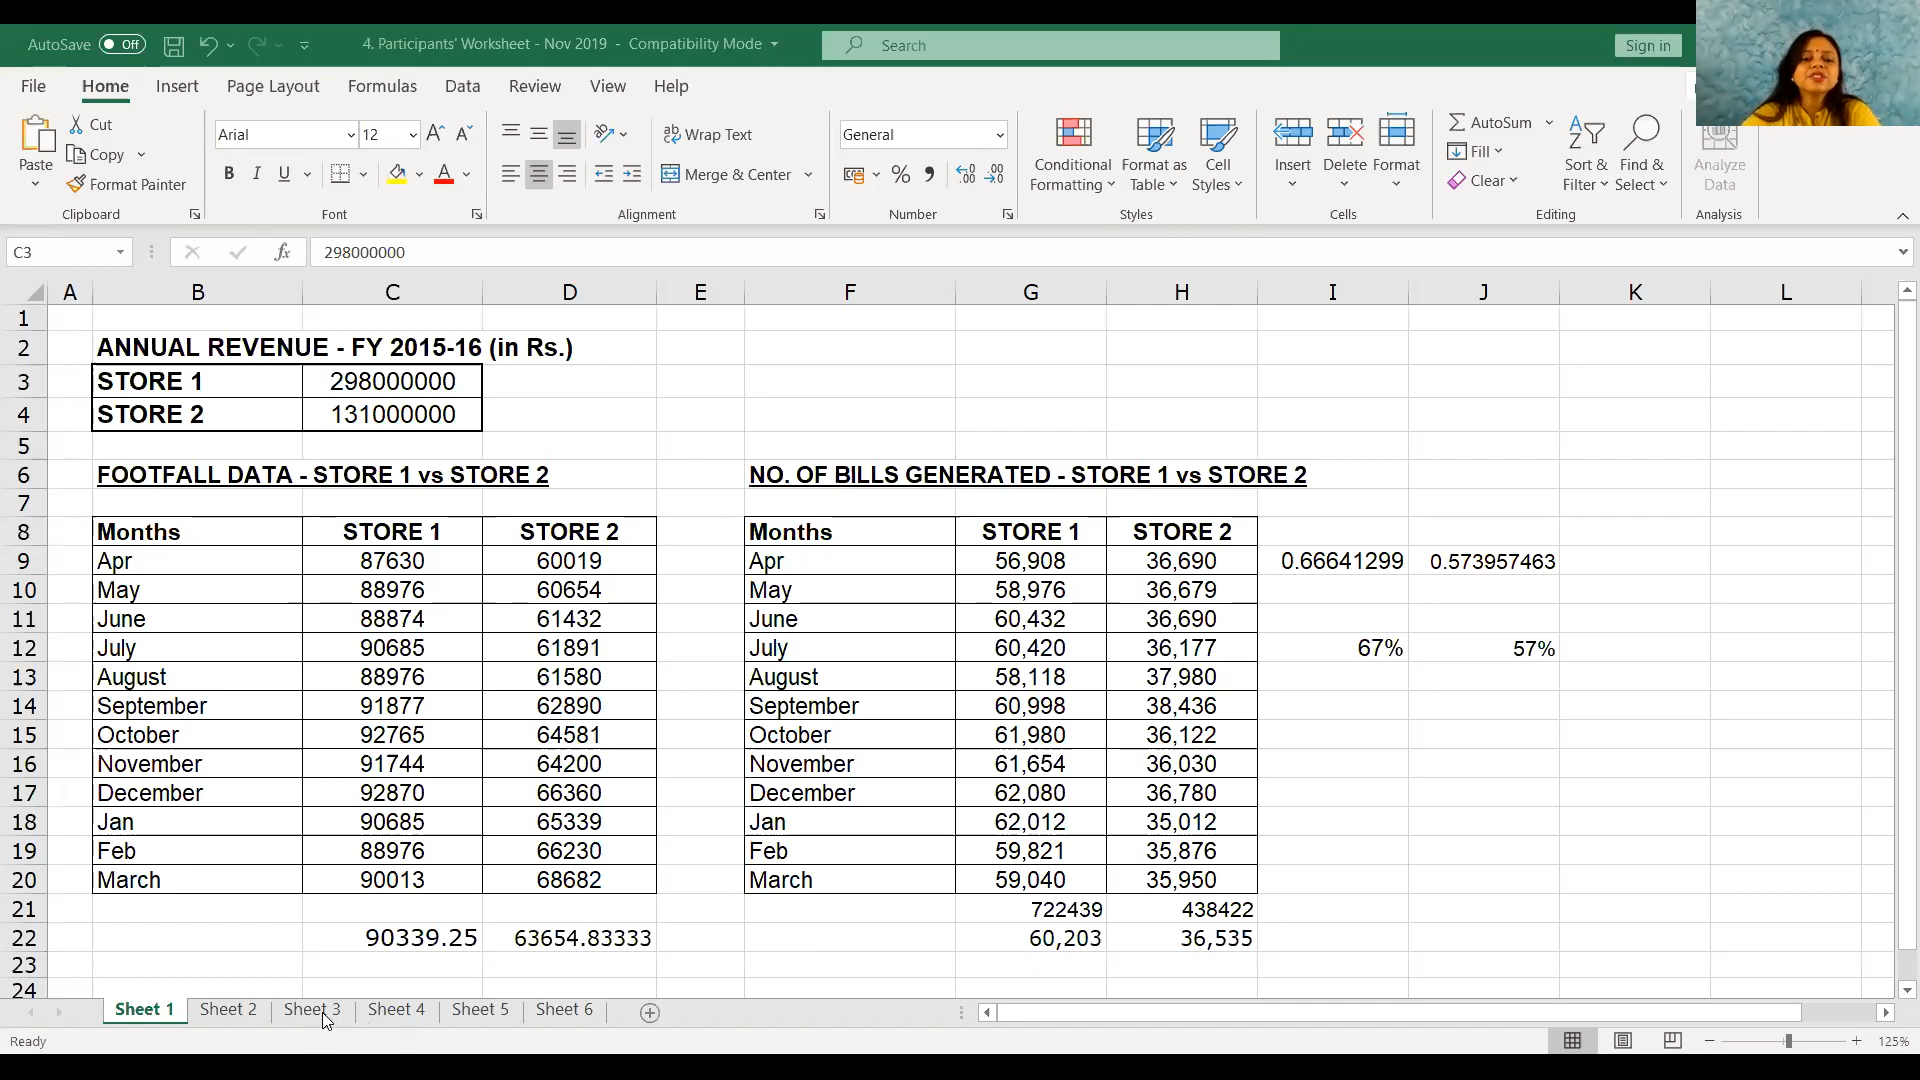 AutoSave Off 4. Participants' Worksheet - Nov 2019 - Compatibility Mode Search Sign in
File Home Insert Page Layout Formulas Data Review View Help
Paste Cut Copy Format Painter Clipboard
Arial 12 A A B I U A Font
Wrap Text Merge & Center Alignment
General % , Number
Conditional Formatting Format as Table Cell Styles Styles
Insert Delete Format Cells
AutoSum Fill Clear Sort & Filter Find & Select Editing
Analyze Data Analysis
C3 fx 298000000
A B C D E F G H I J K L
1
2 ANNUAL REVENUE - FY 2015-16 (in Rs.)
3 STORE 1 298000000
4 STORE 2 131000000
5
6 FOOTFALL DATA - STORE 1 vs STORE 2 NO. OF BILLS GENERATED - STORE 1 vs STORE 2
7
8 Months STORE 1 STORE 2 Months STORE 1 STORE 2
9 Apr 87630 60019 Apr 56,908 36,690 0.66641299 0.573957463
10 May 88976 60654 May 58,976 36,679
11 June 88874 61432 June 60,432 36,690
12 July 90685 61891 July 60,420 36,177 67% 57%
13 August 88976 61580 August 58,118 37,980
14 September 91877 62890 September 60,998 38,436
15 October 92765 64581 October 61,980 36,122
16 November 91744 64200 November 61,654 36,030
17 December 92870 66360 December 62,080 36,780
18 Jan 90685 65339 Jan 62,012 35,012
19 Feb 88976 66230 Feb 59,821 35,876
20 March 90013 68682 March 59,040 35,950
21 722439 438422
22 90339.25 63654.83333 60,203 36,535
23
24
Sheet 1 Sheet 2 Sheet 3 Sheet 4 Sheet 5 Sheet 6
Ready 125%